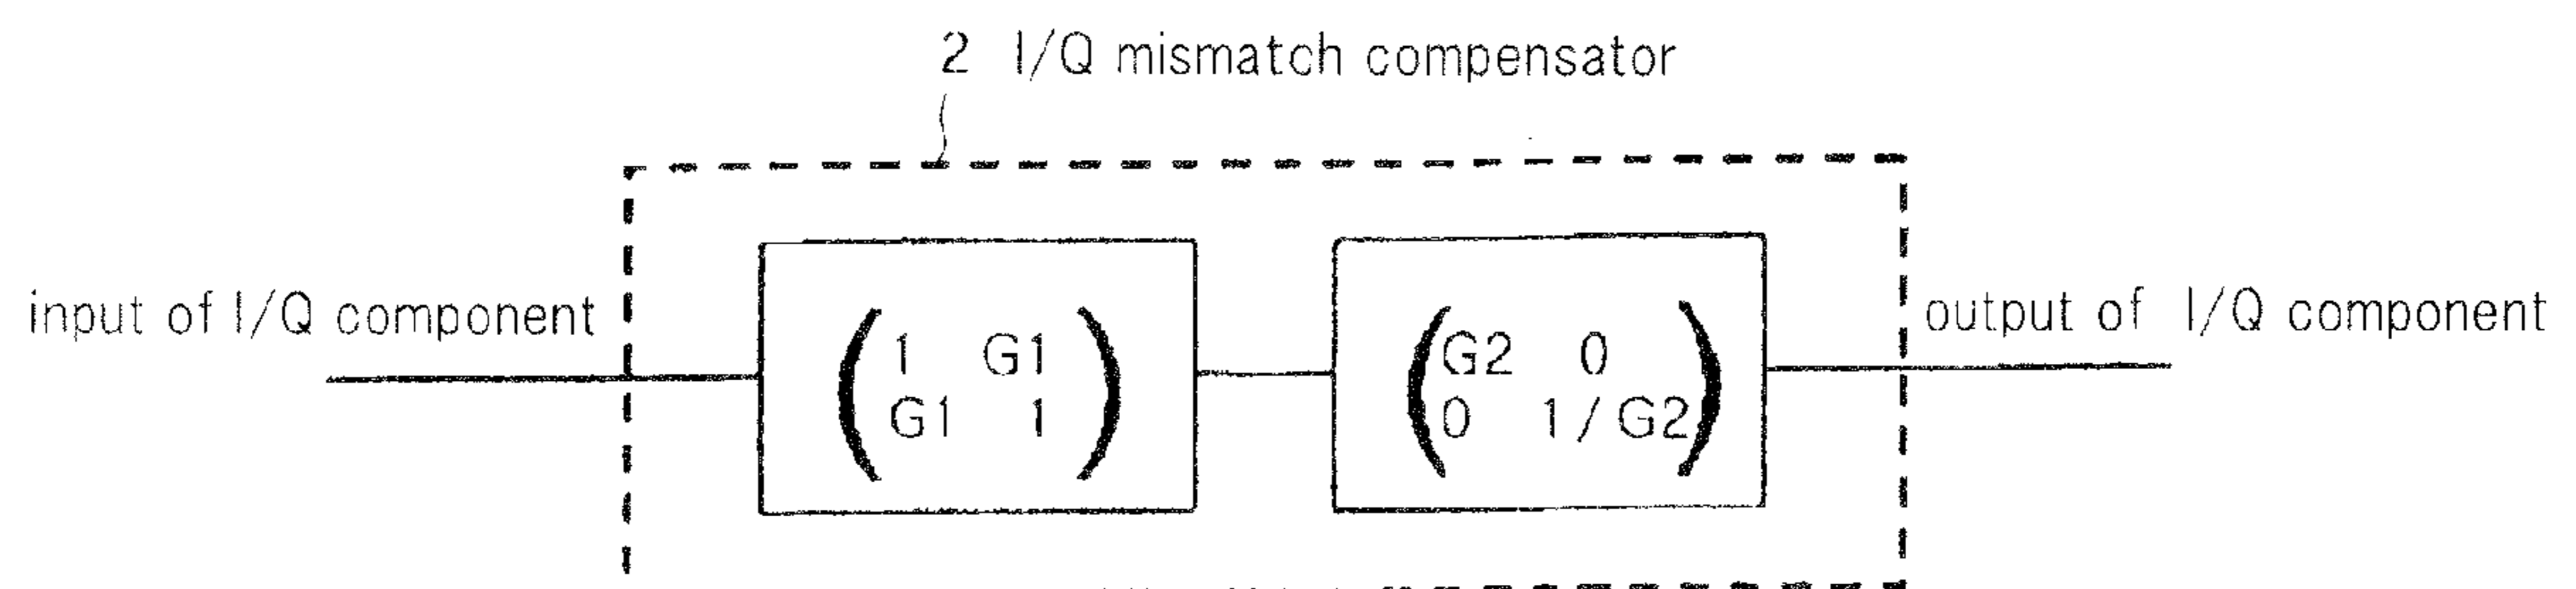 2 I/Q mismatch compensator
input of I/Q component
output of I/Q component
1 G1
G1 1
G2 0
0 1/G2